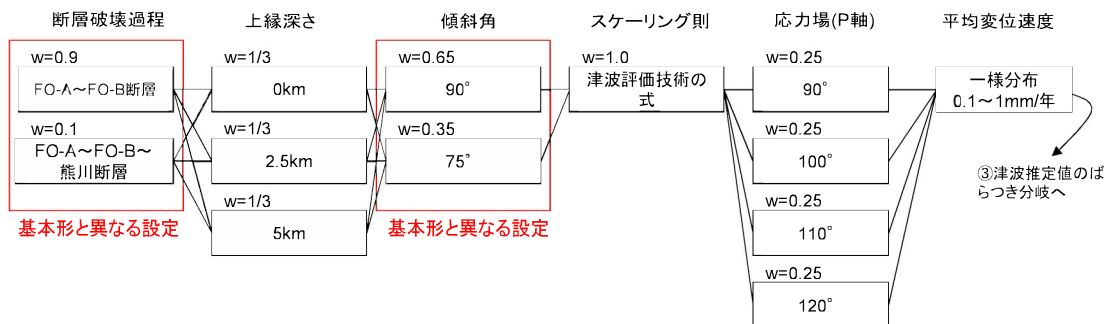 断層破壊過程
w=0.9
FO-A～FO-B断層
w=0.1
FO-A～FO-B～
熊川断層
基本形と異なる設定
上縁深さ
w=1/3
0km
w=1/3
2.5km
w=1/3
5km
傾斜角
w=0.65
90°
w=0.35
75°
基本形と異なる設定
スケーリング則
w=1.0
津波評価技術の
式
応力場(P軸)
w=0.25
90°
w=0.25
100°
w=0.25
110°
w=0.25
120°
平均変位速度
一様分布
0.1～1mm/年
③津波推定値のば
らつき分岐へ